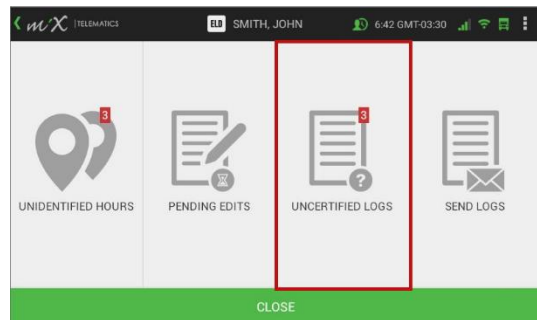 miX | TELEMATICS ELD SMITH, JOHN 6:42 GMT-03:30
3 3
?
UNIDENTIFIED HOURS PENDING EDITS UNCERTIFIED LOGS SEND LOGS
CLOSE